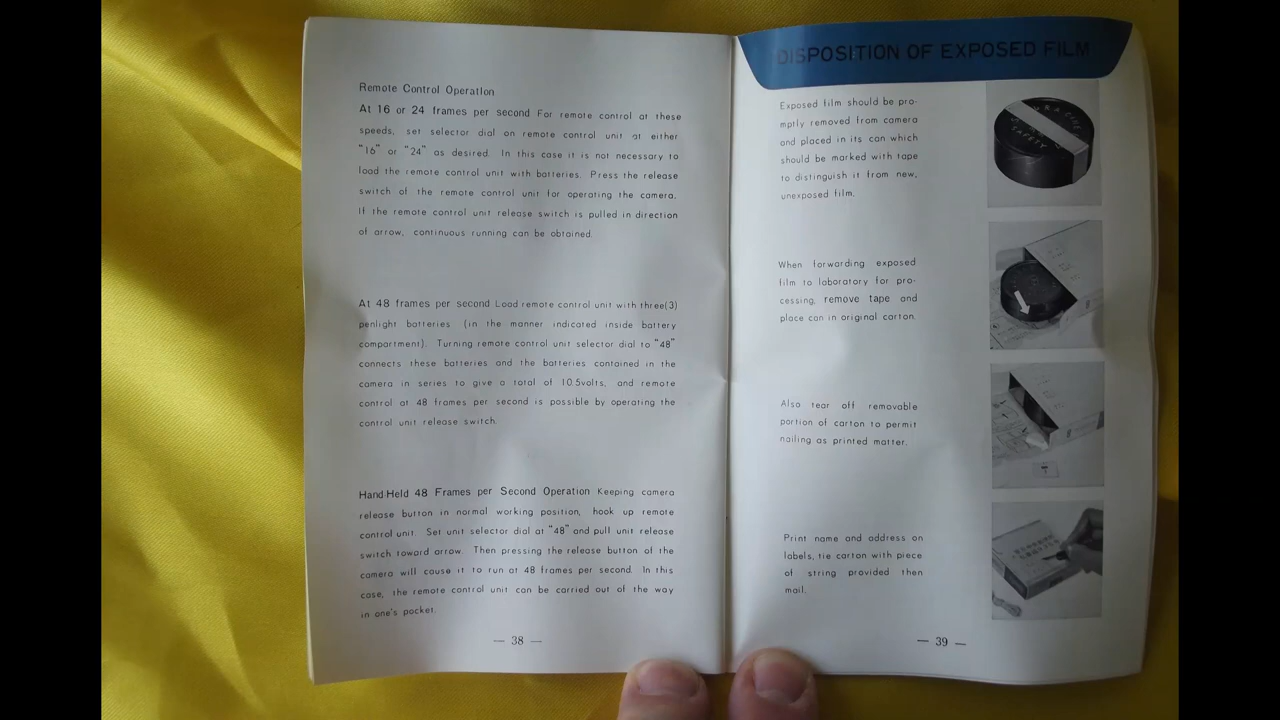 Remote Control Operation
At 16 or 24 frames per second For remote control at these
speeds, set selector dial on remote control unit at either
"16" or "24" as desired. In this case it is not necessary to
load the remote control unit with batteries. Press the release
switch of the remote control unit for operating the camera.
If the remote control unit release switch is pulled in direction
of arrow, continuous running can be obtained.
At 48 frames per second Load remote control unit with three(3)
penlight batteries (in the manner indicated inside battery
compartment). Turning remote control unit selector dial to "48"
connects these batteries and the batteries contained in the
camera in series to give a total of 10.5volts, and remote
control at 48 frames per second is possible by operating the
control unit release switch.
Hand Held 48 Frames per Second Operation Keeping camera
release button in normal working position, hook up remote
control unit. Set unit selector dial at "48" and pull unit release
switch toward arrow. Then pressing the release button of the
camera will cause it to run at 48 frames per second. In this
case, the remote control unit can be carried out of the way
in one's pocket.
— 38 —
DISPOSITION OF EXPOSED FILM
Exposed film should be pro-
mptly removed from camera
and placed in its can which
should be marked with tape
to distinguish it from new,
unexposed film.
When forwarding exposed
film to laboratory for pro-
cessing, remove tape and
place can in original carton.
Also tear off removable
portion of carton to permit
nailing as printed matter.
Print name and address on
labels, tie carton with piece
of string provided then
mail.
— 39 —
SAFETY